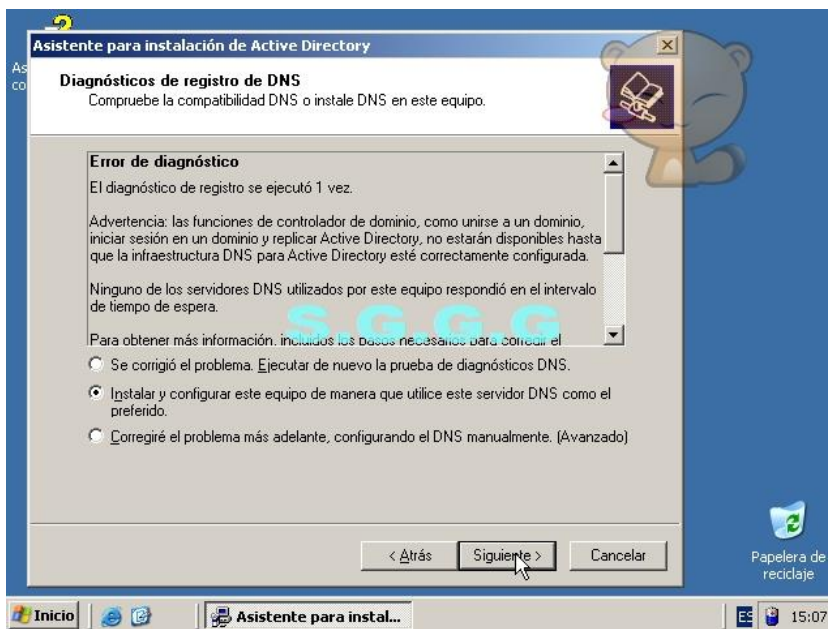 Asistente para instalación de Active Directory
As
co
Diagnósticos de registro de DNS
Compruebe la compatibilidad DNS o instale DNS en este equipo.
Error de diagnóstico
El diagnóstico de registro se ejecutó 1 vez.
Advertencia: las funciones de controlador de dominio, como unirse a un dominio,
iniciar sesión en un dominio y replicar Active Directory, no estarán disponibles hasta
que la infraestructura DNS para Active Directory esté correctamente configurada.
Ninguno de los servidores DNS utilizados por este equipo respondió en el intervalo
de tiempo de espera.
S.G.G.G
Para obtener más información, incluidos los pasos necesarios para corregir el
Se corrigió el problema. Ejecutar de nuevo la prueba de diagnósticos DNS.
Instalar y configurar este equipo de manera que utilice este servidor DNS como el
preferido.
Corregiré el problema más adelante, configurando el DNS manualmente. (Avanzado)
< Atrás
Siguiente >
Cancelar
Papelera de
reciclaje
Inicio
Asistente para instal...
ES
15:07